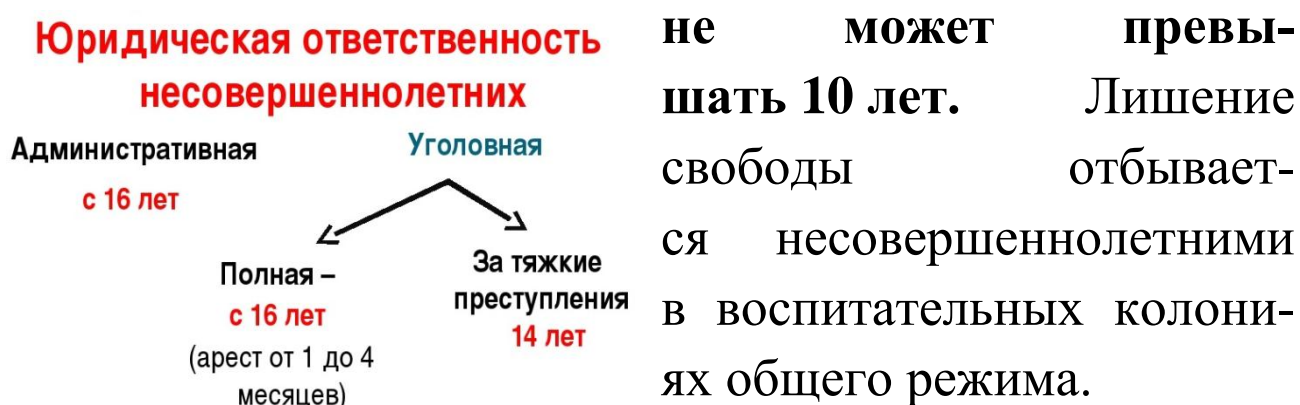 Юридическая ответственность
несовершеннолетних
Административная
с 16 лет
Уголовная
Полная –
с 16 лет
(арест от 1 до 4
месяцев)
За тяжкие
преступления
14 лет
не может превы-
шать 10 лет. Лишение
свободы отбывает-
ся несовершеннолетними
в воспитательных колони-
ях общего режима.